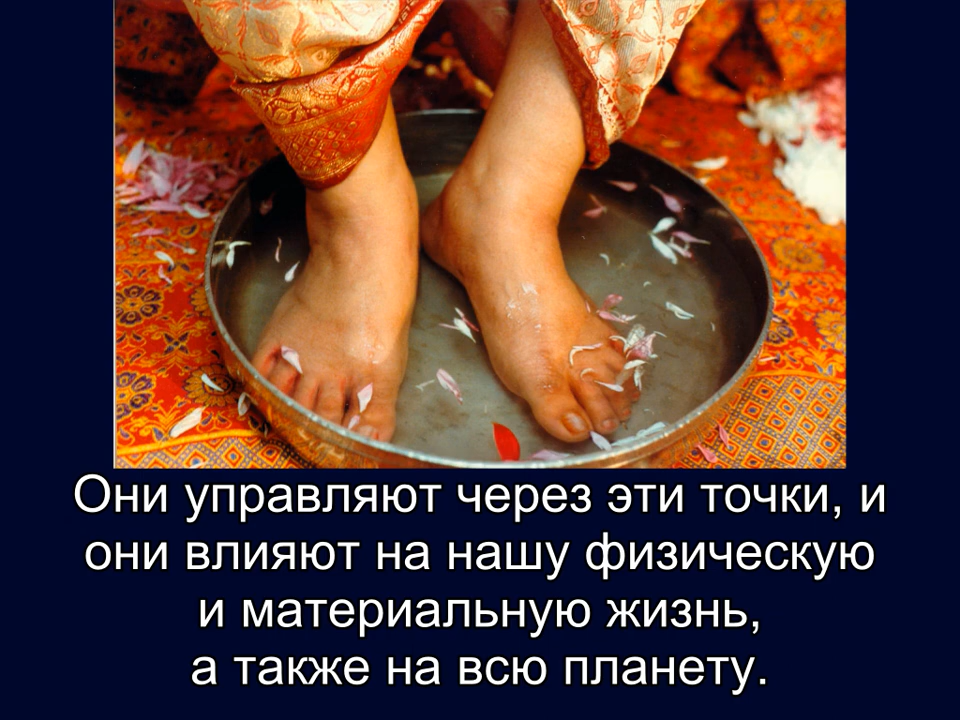 Они управляют через эти точки, и
они влияют на нашу физическую
и материальную жизнь,
а также на всю планету.